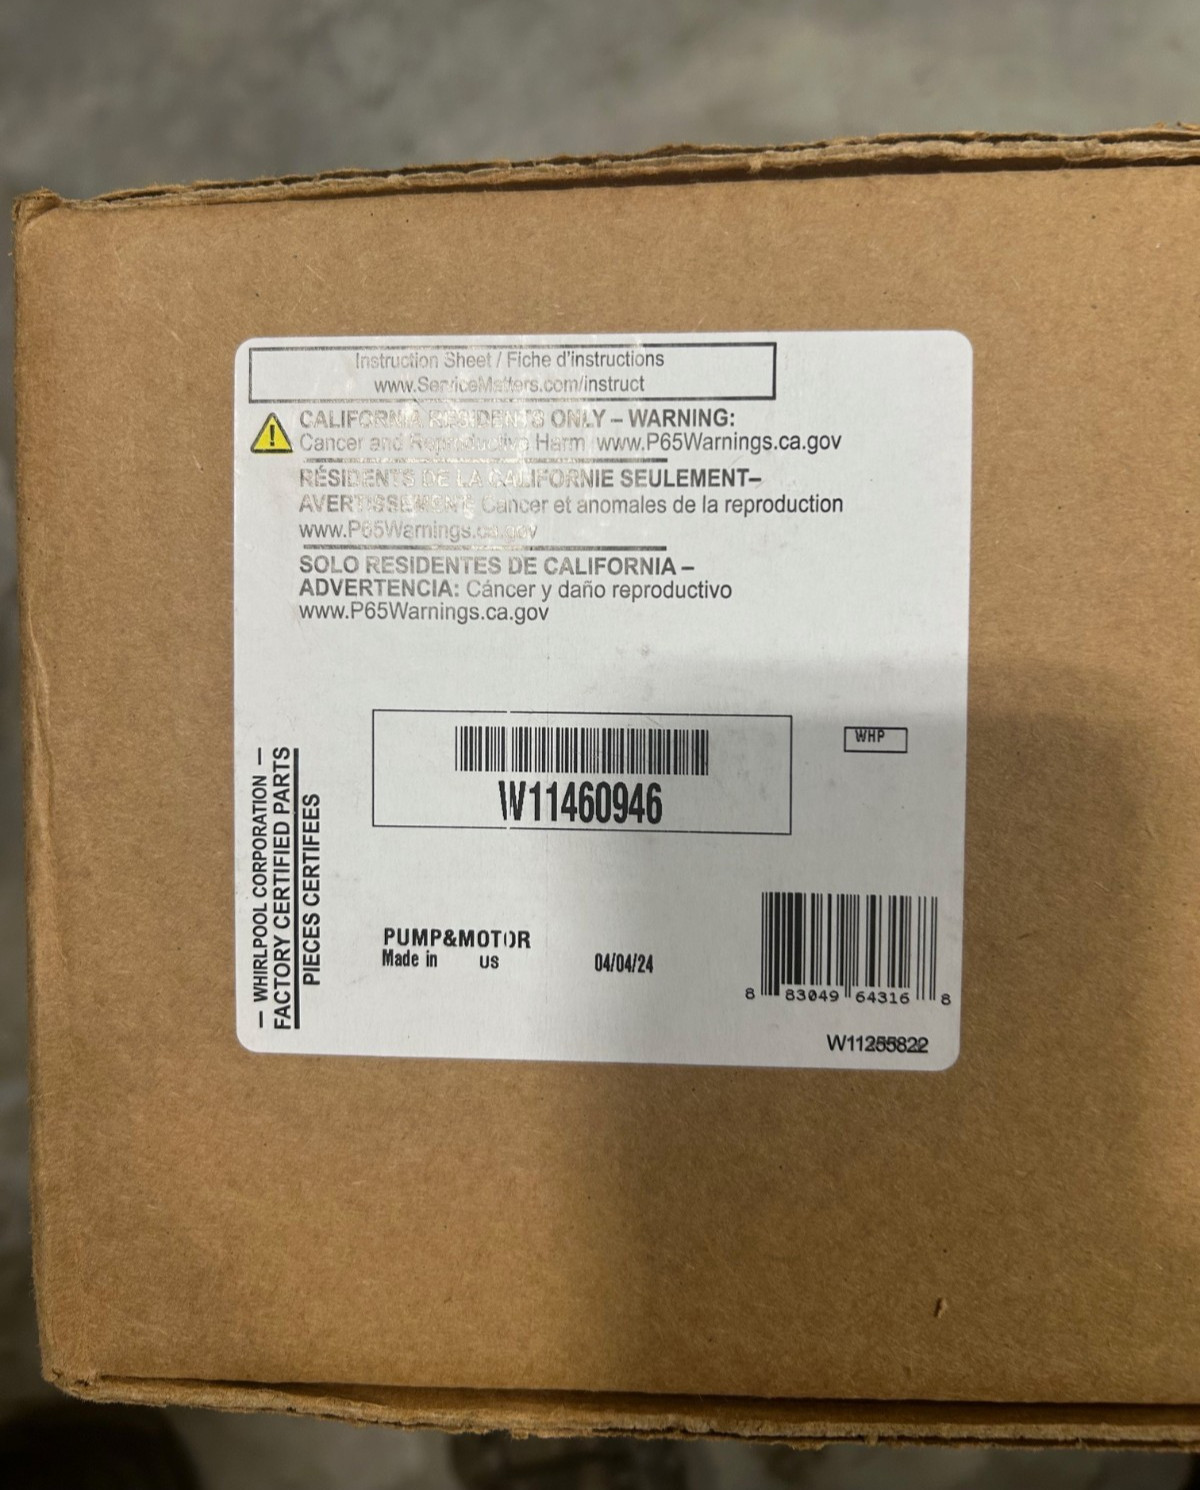 Instruction Sheet / Fiche d'instructions
www.ServiceMatters.com/instruct
CALIFORNIA RESIDENTS ONLY – WARNING:
Cancer and Reproductive Harm www.P65Warnings.ca.gov
RÉSIDENTS DE LA CALIFORNIE SEULEMENT–
AVERTISSEMENT: Cancer et anomales de la reproduction
www.P65Warnings.ca.gov
SOLO RESIDENTES DE CALIFORNIA –
ADVERTENCIA: Cáncer y daño reproductivo
www.P65Warnings.ca.gov
W11460946
WHP
— WHIRLPOOL CORPORATION —
FACTORY CERTIFIED PARTS
PIECES CERTIFEES
PUMP&MOTOR
Made in US 04/04/24
8 83049 64316 8
W11255822